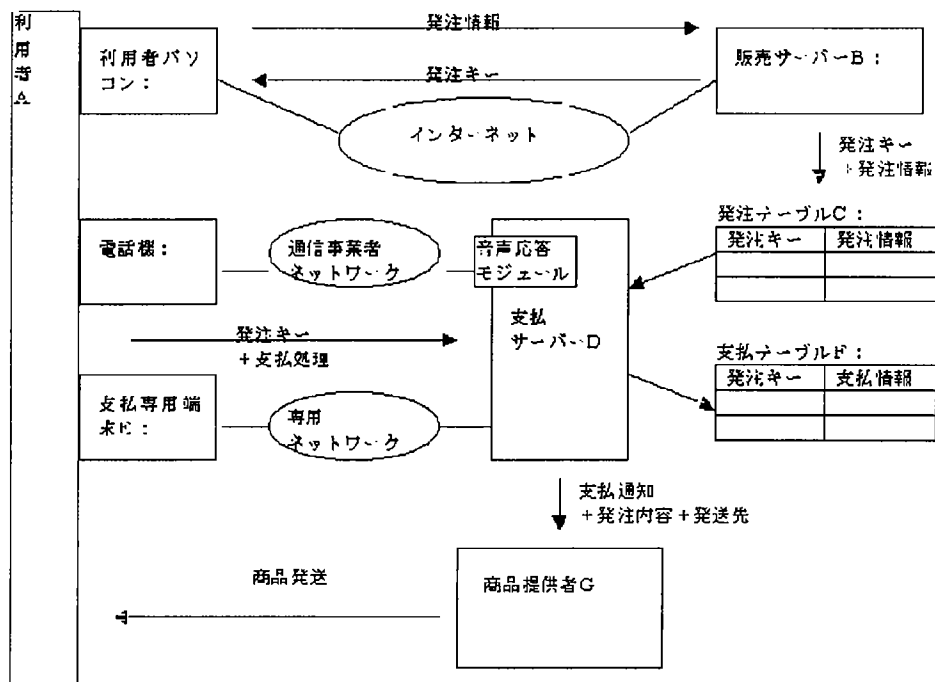 利用者A
発注情報
利用者パソ
コン：
発注キー
販売サーバーB：
インターネット
発注キー
＋発注情報
発注テーブルC：
発注キー
発注情報
電話機：
通信事業者
ネットワーク
音声応答
モジュール
支払
サーバーD
発注キー
＋支払処理
支払テーブルF：
発注キー
支払情報
支払専用端
末E：
専用
ネットワーク
支払通知
＋発注内容＋発送先
商品発送
商品提供者G